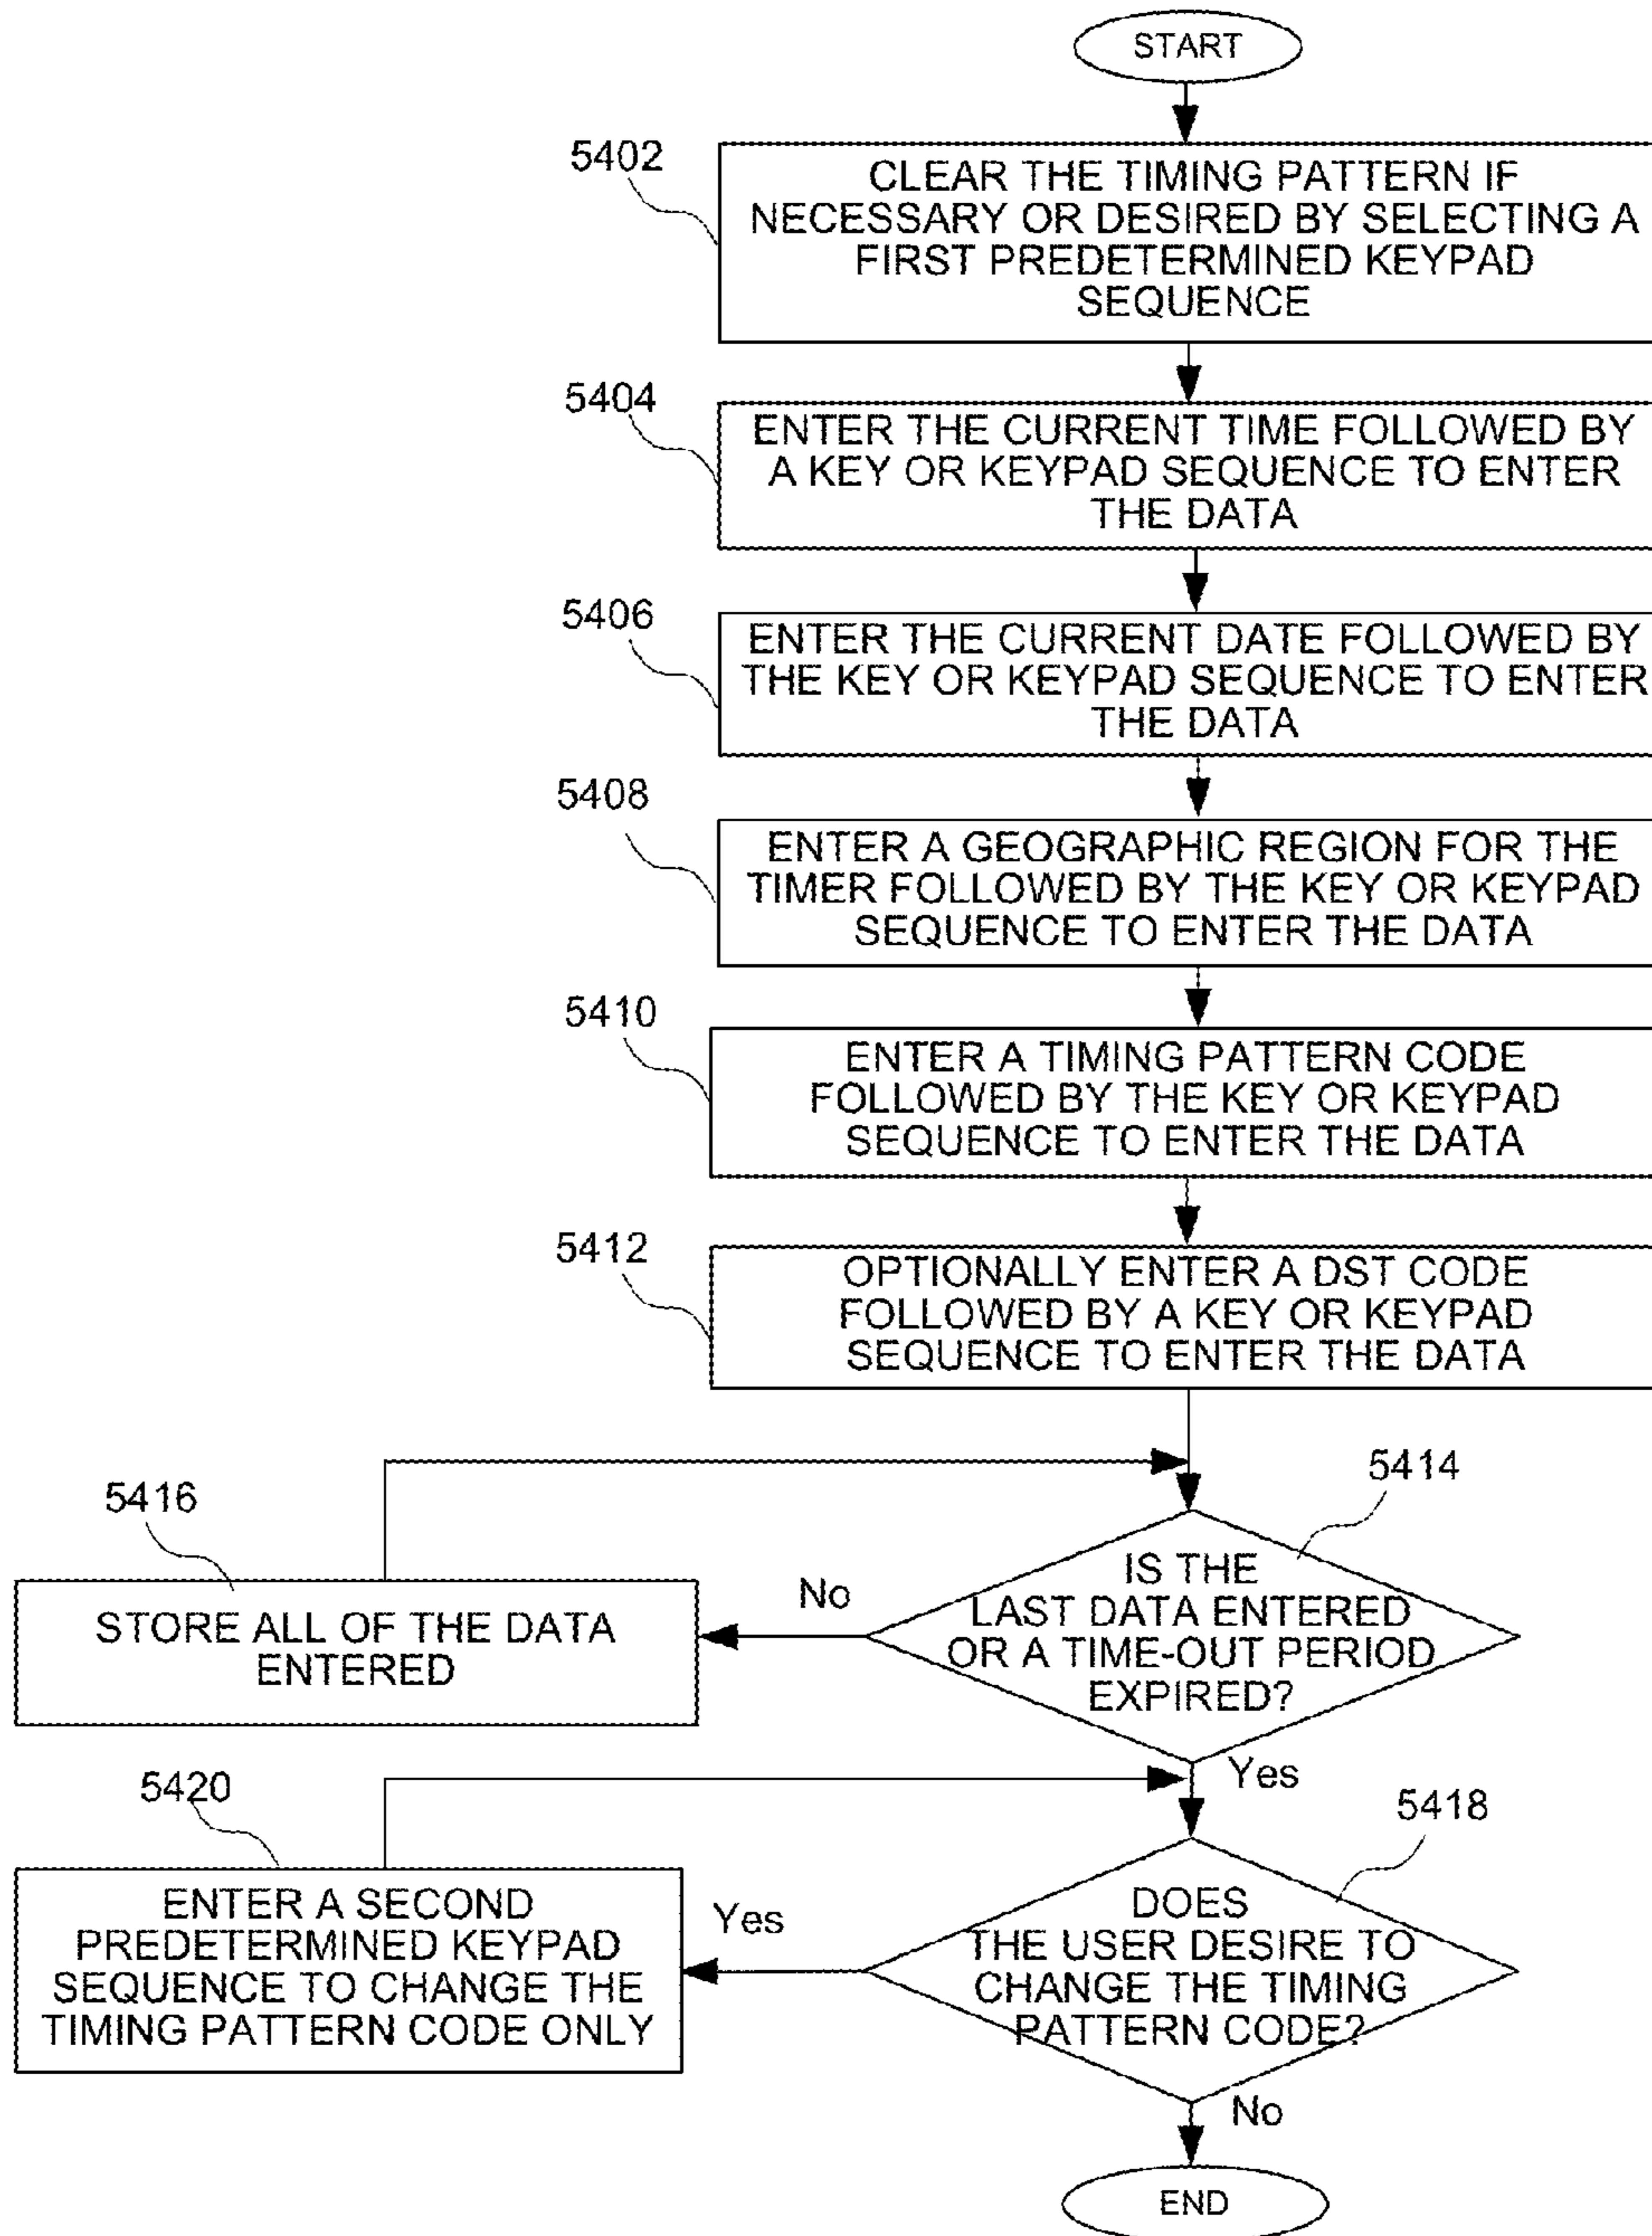 START
5402
CLEAR THE TIMING PATTERN IF
NECESSARY OR DESIRED BY SELECTING A
FIRST PREDETERMINED KEYPAD
SEQUENCE
5404
ENTER THE CURRENT TIME FOLLOWED BY
A KEY OR KEYPAD SEQUENCE TO ENTER
THE DATA
5406
ENTER THE CURRENT DATE FOLLOWED BY
THE KEY OR KEYPAD SEQUENCE TO ENTER
THE DATA
5408
ENTER A GEOGRAPHIC REGION FOR THE
TIMER FOLLOWED BY THE KEY OR KEYPAD
SEQUENCE TO ENTER THE DATA
5410
ENTER A TIMING PATTERN CODE
FOLLOWED BY THE KEY OR KEYPAD
SEQUENCE TO ENTER THE DATA
5412
OPTIONALLY ENTER A DST CODE
FOLLOWED BY A KEY OR KEYPAD
SEQUENCE TO ENTER THE DATA
5414
IS THE
LAST DATA ENTERED
OR A TIME-OUT PERIOD
EXPIRED?
No
5416
STORE ALL OF THE DATA
ENTERED
Yes
5418
DOES
THE USER DESIRE TO
CHANGE THE TIMING
PATTERN CODE?
Yes
5420
ENTER A SECOND
PREDETERMINED KEYPAD
SEQUENCE TO CHANGE THE
TIMING PATTERN CODE ONLY
No
END